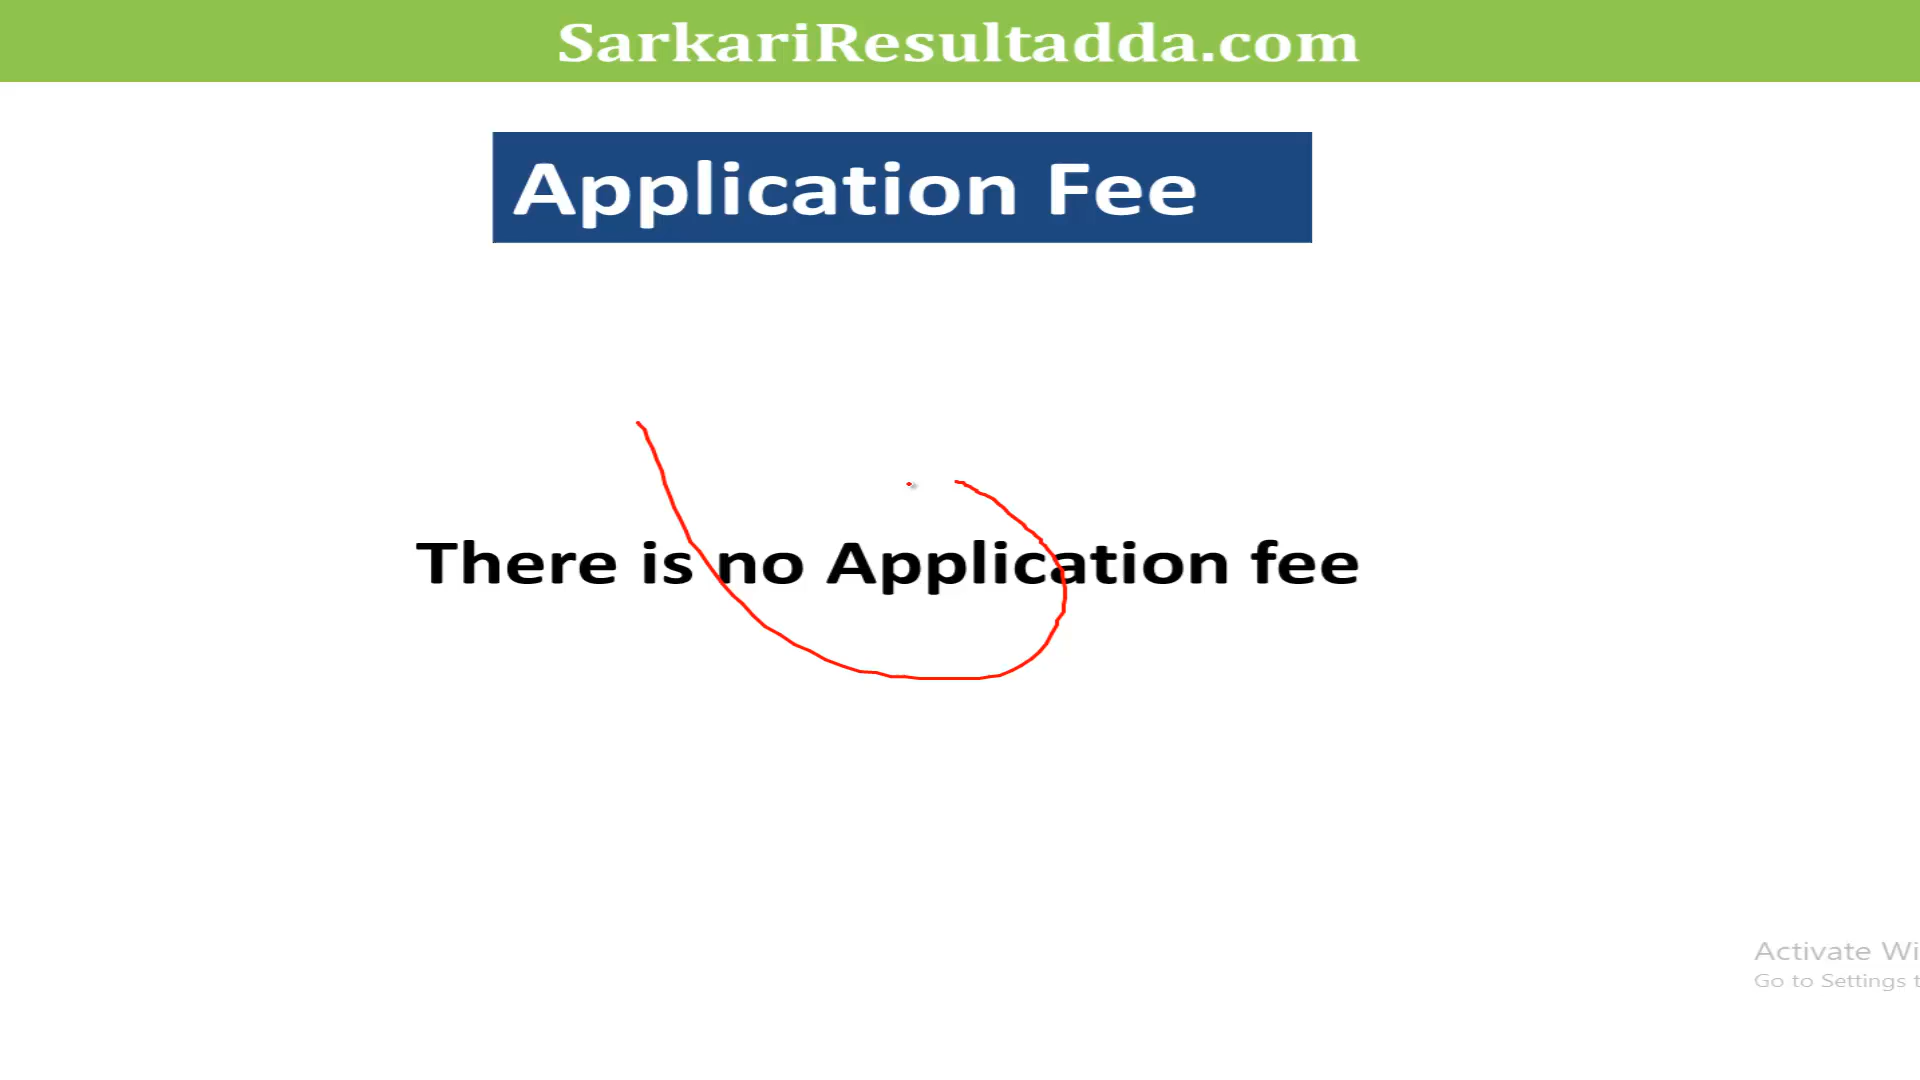 SarkariResultadda.com
Application Fee
There is no Application fee
Activate Wi
Go to Settings t